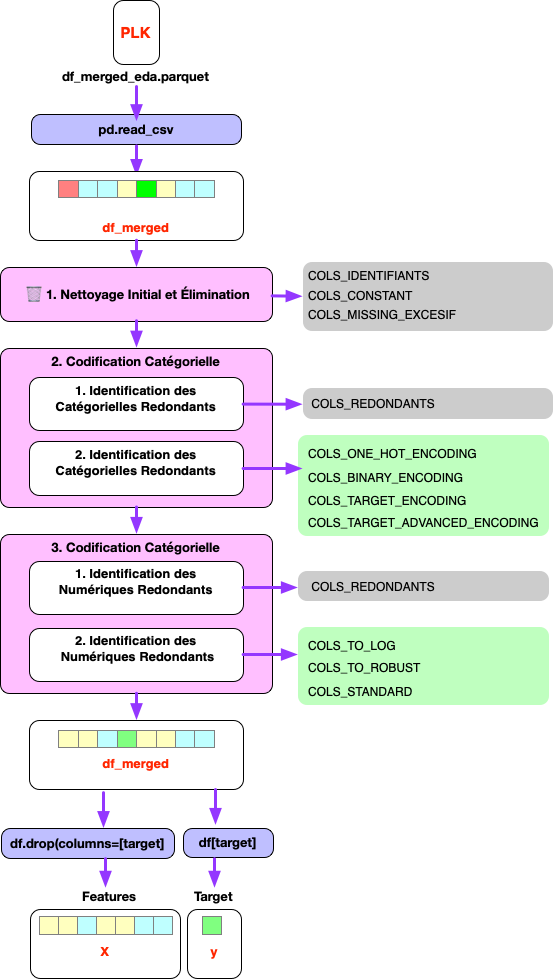 PLK
df_merged_eda.parquet
pd.read_csv
df_merged
1. Nettoyage Initial et Élimination
COLS_IDENTIFIANTS
COLS_CONSTANT
COLS_MISSING_EXCESIF
2. Codification Catégorielle
1. Identification des
Catégorielles Redondants
COLS_REDONDANTS
2. Identification des
Catégorielles Redondants
COLS_ONE_HOT_ENCODING
COLS_BINARY_ENCODING
COLS_TARGET_ENCODING
COLS_TARGET_ADVANCED_ENCODING
3. Codification Catégorielle
1. Identification des
Numériques Redondants
COLS_REDONDANTS
2. Identification des
Numériques Redondants
COLS_TO_LOG
COLS_TO_ROBUST
COLS_STANDARD
df_merged
df.drop(columns=[target]
df[target]
Features
Target
X
y